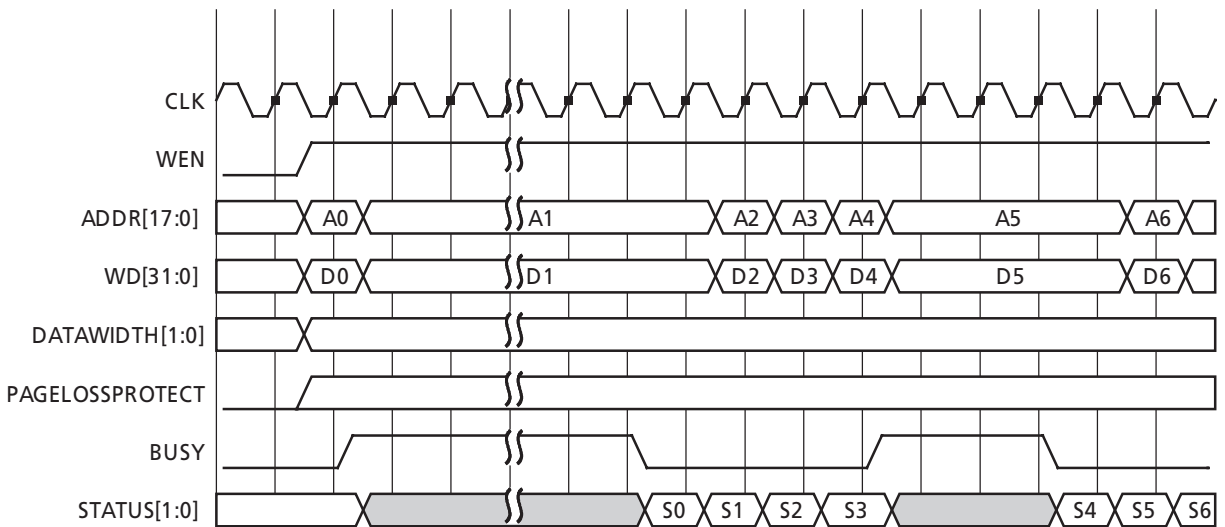 CLK
WEN
ADDR[17:0] A0 A1 A2 A3 A4 A5 A6
WD[31:0] D0 D1 D2 D3 D4 D5 D6
DATAWIDTH[1:0]
PAGELOSSPROTECT
BUSY
STATUS[1:0] S0 S1 S2 S3 S4 S5 S6